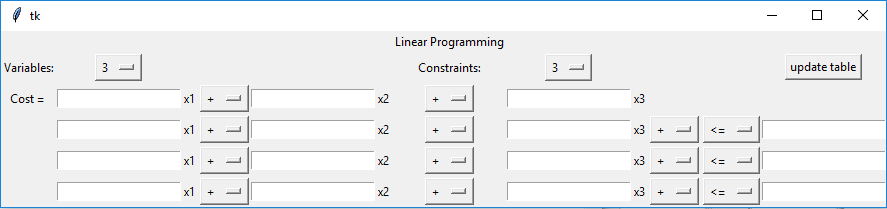 tk
Linear Programming
Variables: 3 Constraints: 3 update table
Cost = x1 + x2 + x3
x1 + x2 + x3 + <=
x1 + x2 + x3 + <=
x1 + x2 + x3 + <=